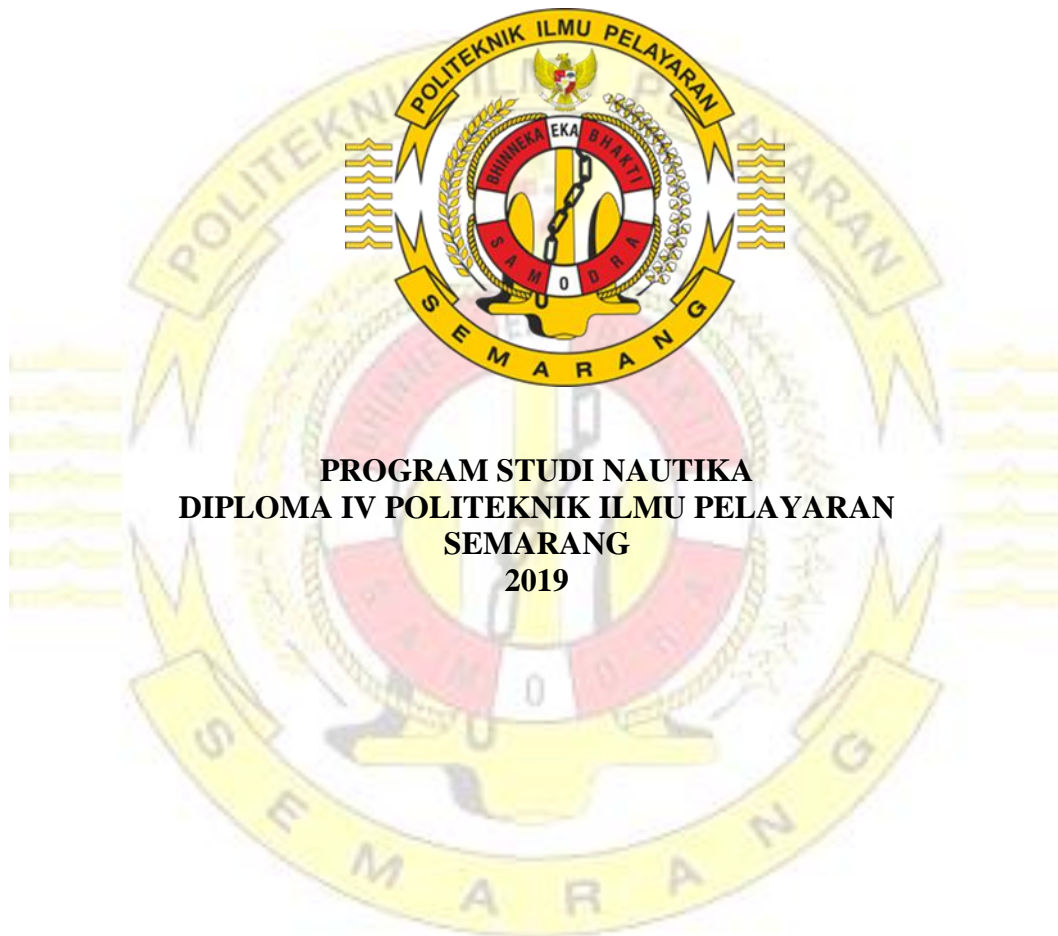 POLITEKNIK ILMU PELAYARAN
BHINNEKA EKA BHAKTI
SAMODRA
SEMARANG
PROGRAM STUDI NAUTIKA
DIPLOMA IV POLITEKNIK ILMU PELAYARAN
SEMARANG
2019